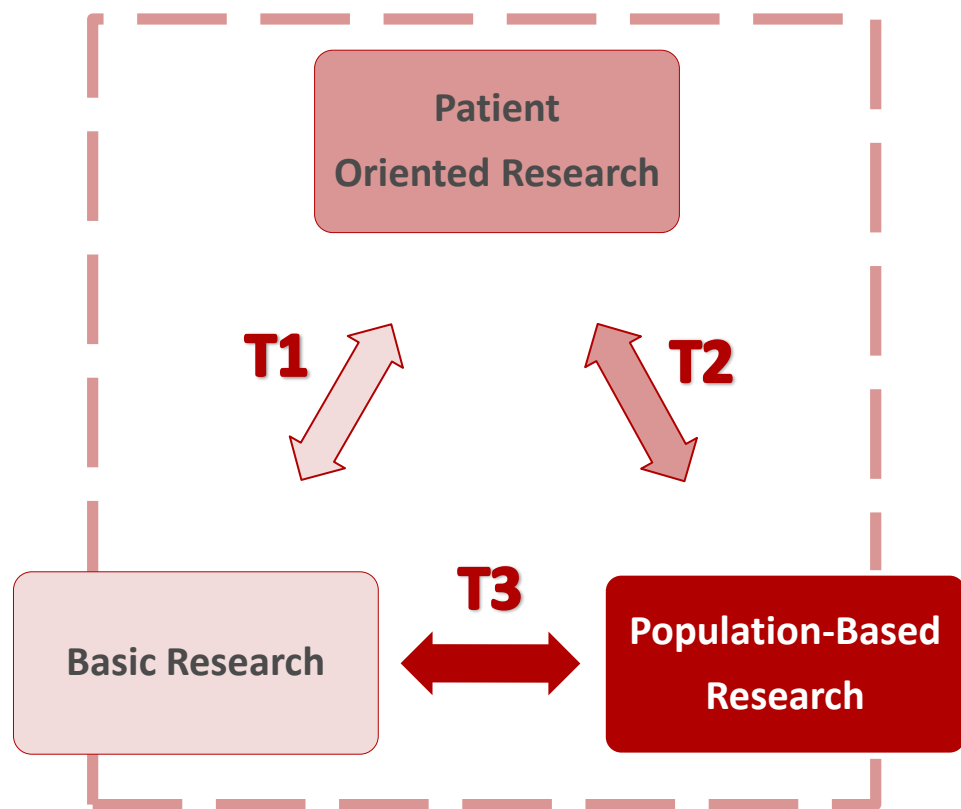 Patient
Oriented Research
T1
T2
T3
Basic Research
Population-Based
Research